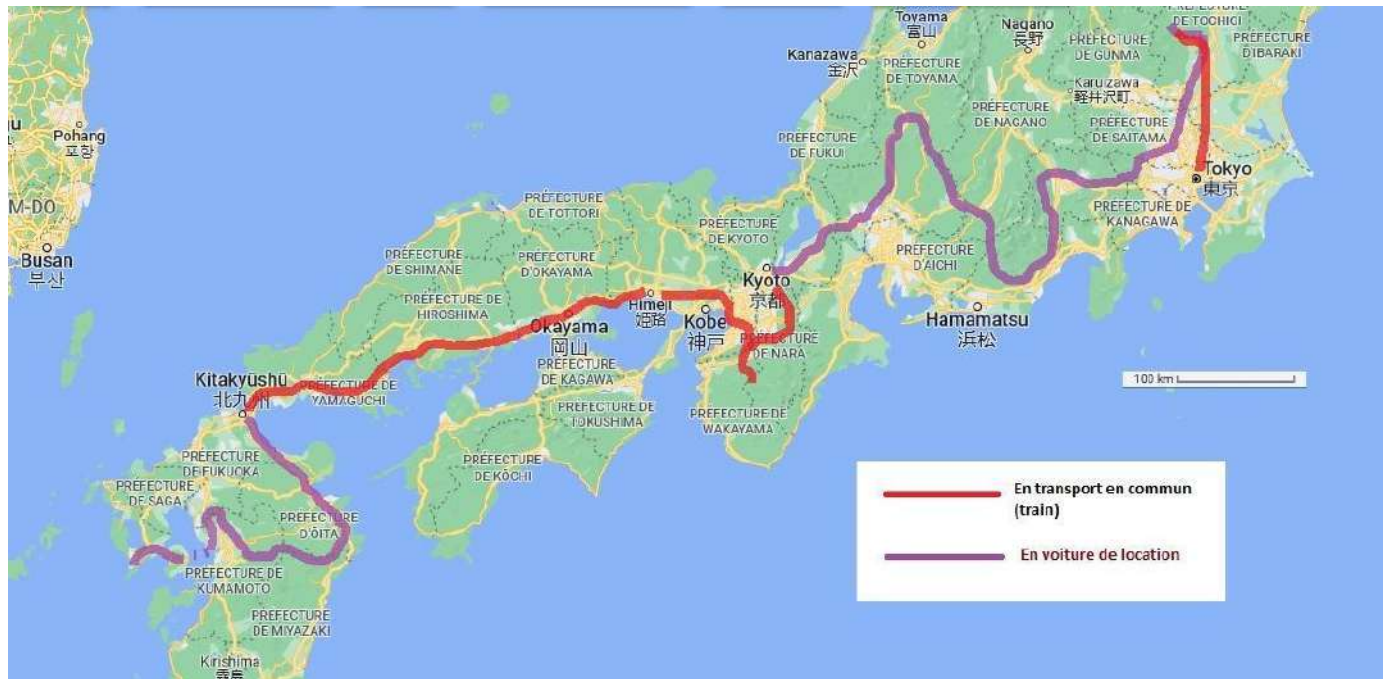 Toyama
富山
Nagano
長野
PRÉFECTURE
DE TOCHIGI
Kanazawa
金沢
PRÉFECTURE
DE TOYAMA
PRÉFECTURE
DE GUNMA
PRÉFECTURE
D'IBARAKI
Karuizawa
軽井沢町
Pohang
포항
PRÉFECTURE
DE NAGANO
PRÉFECTURE
DE SAITAMA
PRÉFECTURE
DE FUKUI
Tokyo
東京
M-DO
PRÉFECTURE
DE TOTTORI
PRÉFECTURE
DE KYOTO
PRÉFECTURE DE
KANAGAWA
Busan
부산
PRÉFECTURE
DE SHIMANE
PRÉFECTURE
D'OKAYAMA
PRÉFECTURE
D'AICHI
Kyoto
京都
PRÉFECTURE DE
HIROSHIMA
Himeji
姫路
Okayama
岡山
Kobe
神戸
Hamamatsu
浜松
PRÉFECTURE
DE NARA
PRÉFECTURE
DE KAGAWA
100 km
Kitakyūshū
北九州
PRÉFECTURE DE
YAMAGUCHI
PRÉFECTURE DE
TOKUSHIMA
PRÉFECTURE DE
WAKAYAMA
PRÉFECTURE
DE FUKUOKA
PRÉFECTURE
DE KŌCHI
PRÉFECTURE
DE SAGA
PRÉFECTURE
D'ŌITA
En transport en commun
(train)
En voiture de location
PRÉFECTURE DE
KUMAMOTO
PRÉFECTURE
DE MIYAZAKI
Kirishima